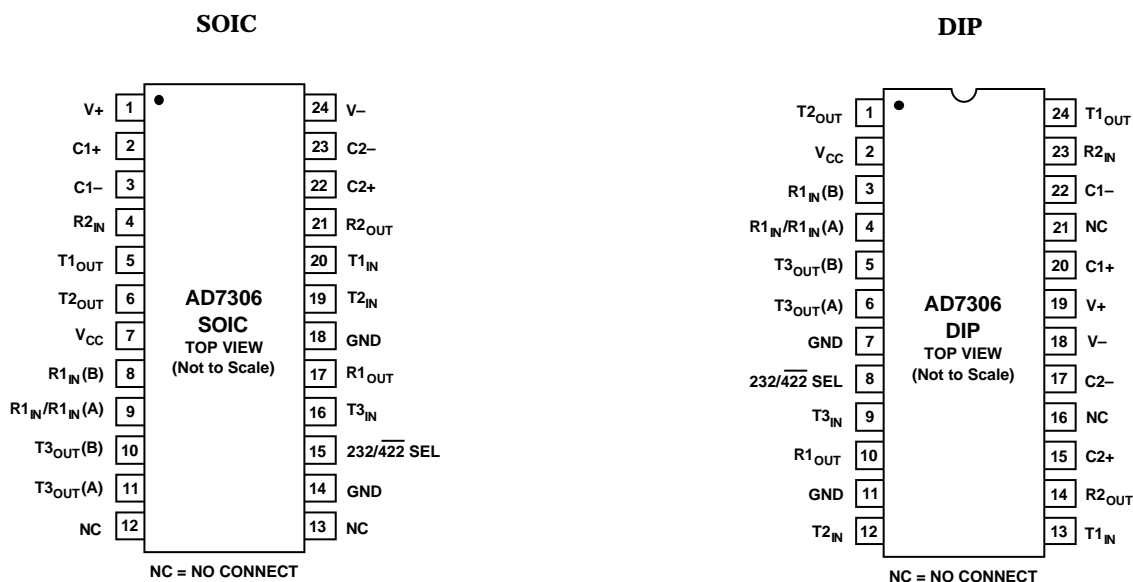 SOIC
V+ 1 24 V–
C1+ 2 23 C2–
C1– 3 22 C2+
R2IN 4 21 R2OUT
T1OUT 5 20 T1IN
T2OUT 6 19 T2IN
VCC 7 18 GND
R1IN(B) 8 17 R1OUT
R1IN/R1IN(A) 9 16 T3IN
T3OUT(B) 10 15 232/4̅2̅2̅ SEL
T3OUT(A) 11 14 GND
NC 12 13 NC
AD7306
SOIC
TOP VIEW
(Not to Scale)
NC = NO CONNECT
DIP
T2OUT 1 24 T1OUT
VCC 2 23 R2IN
R1IN(B) 3 22 C1–
R1IN/R1IN(A) 4 21 NC
T3OUT(B) 5 20 C1+
T3OUT(A) 6 19 V+
GND 7 18 V–
232/4̅2̅2̅ SEL 8 17 C2–
T3IN 9 16 NC
R1OUT 10 15 C2+
GND 11 14 R2OUT
T2IN 12 13 T1IN
AD7306
DIP
TOP VIEW
(Not to Scale)
NC = NO CONNECT